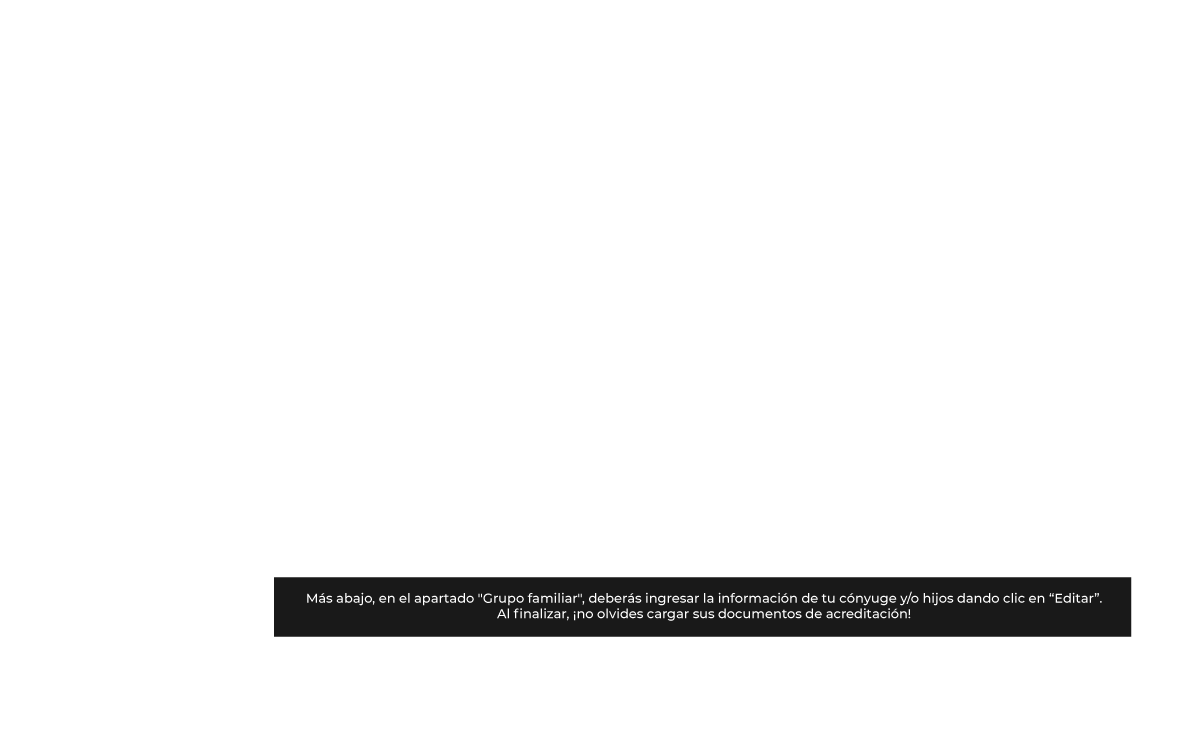 Más abajo, en el apartado "Grupo familiar", deberás ingresar la información de tu cónyuge y/o hijos dando clic en “Editar”.
Al finalizar, ¡no olvides cargar sus documentos de acreditación!